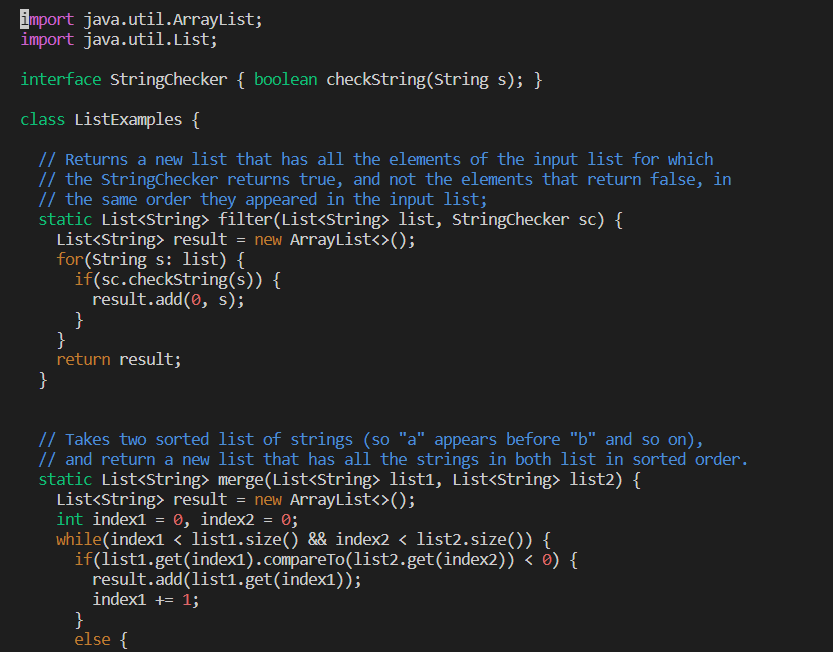 import java.util.ArrayList;
import java.util.List;

interface StringChecker { boolean checkString(String s); }

class ListExamples {

  // Returns a new list that has all the elements of the input list for which
  // the StringChecker returns true, and not the elements that return false, in
  // the same order they appeared in the input list;
  static List<String> filter(List<String> list, StringChecker sc) {
    List<String> result = new ArrayList<>();
    for(String s: list) {
      if(sc.checkString(s)) {
        result.add(0, s);
      }
    }
    return result;
  }


  // Takes two sorted list of strings (so "a" appears before "b" and so on),
  // and return a new list that has all the strings in both list in sorted order.
  static List<String> merge(List<String> list1, List<String> list2) {
    List<String> result = new ArrayList<>();
    int index1 = 0, index2 = 0;
    while(index1 < list1.size() && index2 < list2.size()) {
      if(list1.get(index1).compareTo(list2.get(index2)) < 0) {
        result.add(list1.get(index1));
        index1 += 1;
      }
      else {